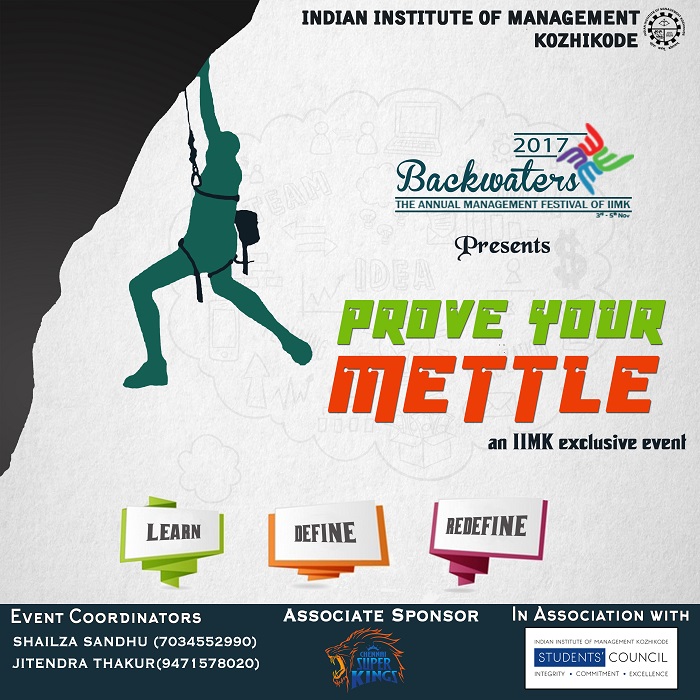 INDIAN INSTITUTE OF MANAGEMENT
KOZHIKODE
2017
Backwaters
THE ANNUAL MANAGEMENT FESTIVAL OF IIMK
3rd - 5th Nov
Presents
IDEA
PROVE YOUR
METTLE
an IIMK exclusive event
LEARN
DEFINE
REDEFINE
EVENT COORDINATORS
SHAILZA SANDHU (7034552990)
JITENDRA THAKUR(9471578020)
ASSOCIATE SPONSOR
CHENNAI
SUPER
KINGS
IN ASSOCIATION WITH
INDIAN INSTITUTE OF MANAGEMENT KOZHIKODE
STUDENTS' COUNCIL
INTEGRITY • COMMITMENT • EXCELLENCE